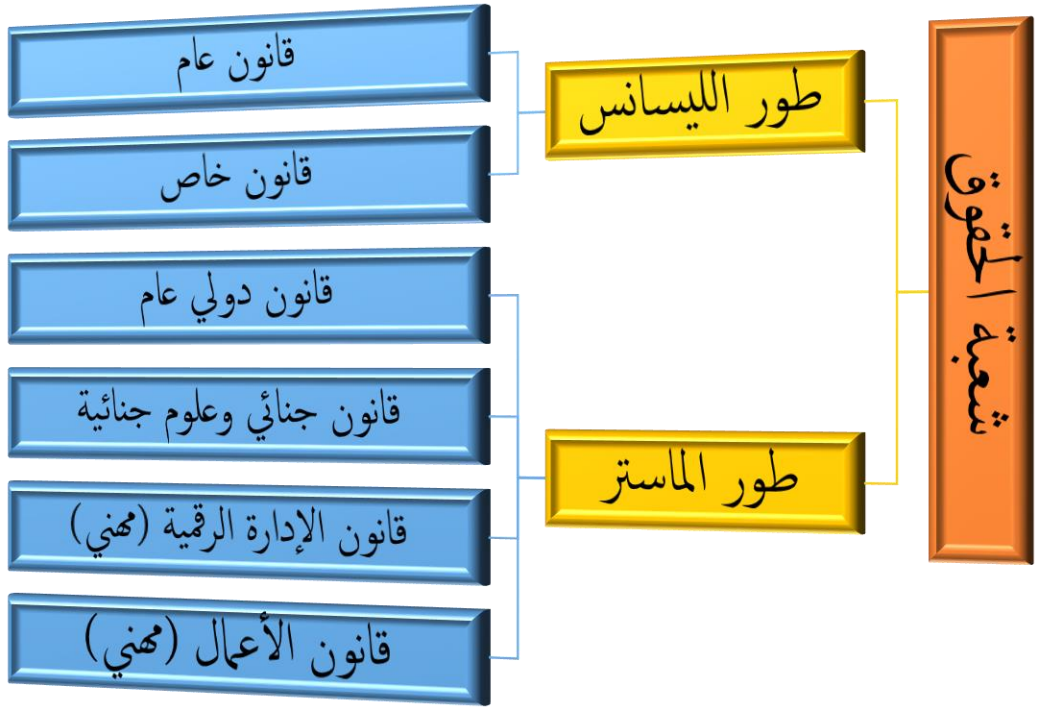 شعبة الحقوق
طور الليسانس
قانون عام
قانون خاص
طور الماستر
قانون دولي عام
قانون جنائي وعلوم جنائية
قانون الإدارة الرقمية (مهني)
قانون الأعمال (مهني)